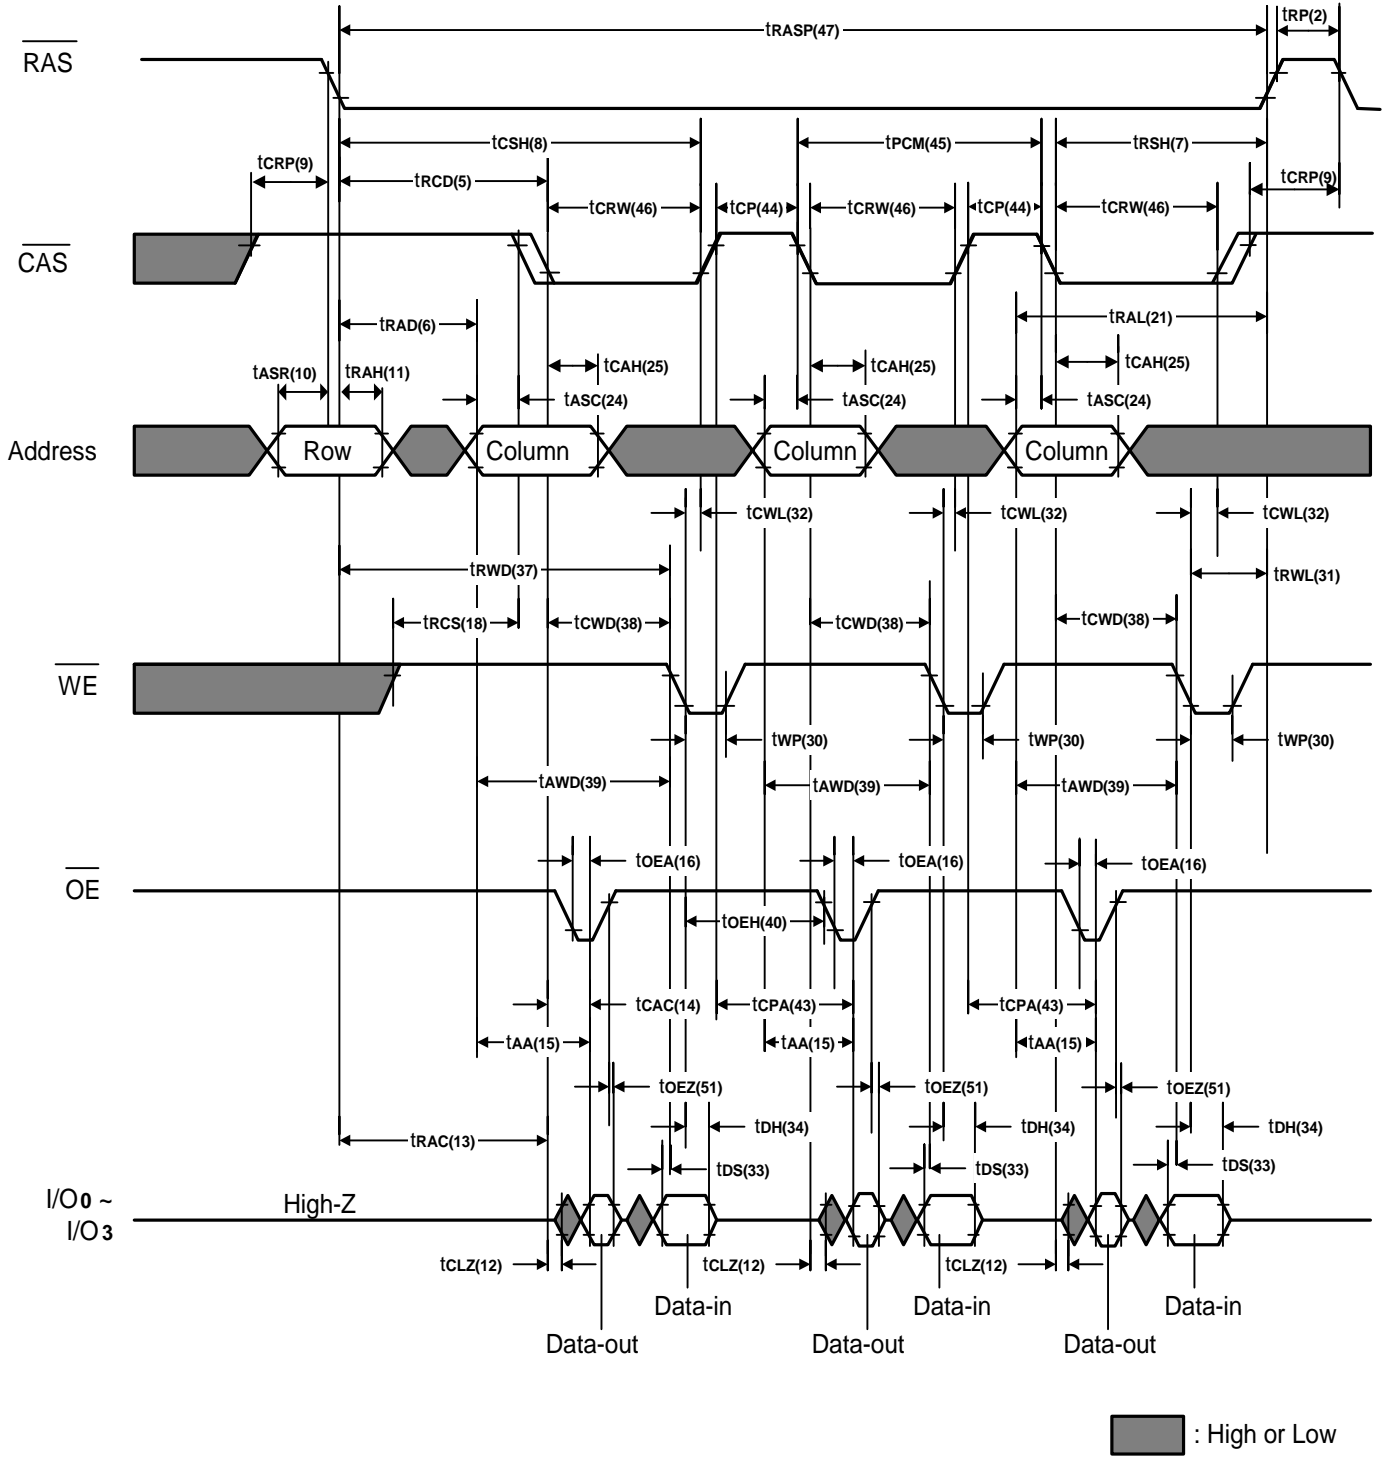 tRASP(47)
tRP(2)
RAS
tCSH(8)
tPCM(45)
tRSH(7)
tCRP(9)
tRCD(5)
tCRP(9)
tCRW(46)
tCP(44)
tCRW(46)
tCP(44)
tCRW(46)
CAS
tRAD(6)
tRAL(21)
tASR(10)
tRAH(11)
tCAH(25)
tCAH(25)
tCAH(25)
tASC(24)
tASC(24)
tASC(24)
Address
Row
Column
Column
Column
tCWL(32)
tCWL(32)
tCWL(32)
tRWD(37)
tRWL(31)
tRCS(18)
tCWD(38)
tCWD(38)
tCWD(38)
WE
tWP(30)
tWP(30)
tWP(30)
tAWD(39)
tAWD(39)
tAWD(39)
tOEA(16)
tOEA(16)
tOEA(16)
OE
tOEH(40)
tCAC(14)
tCPA(43)
tCPA(43)
tAA(15)
tAA(15)
tAA(15)
tOEZ(51)
tOEZ(51)
tOEZ(51)
tRAC(13)
tDH(34)
tDH(34)
tDH(34)
tDS(33)
tDS(33)
tDS(33)
I/O0 ~
I/O3
High-Z
tCLZ(12)
tCLZ(12)
tCLZ(12)
Data-in
Data-in
Data-in
Data-out
Data-out
Data-out
: High or Low